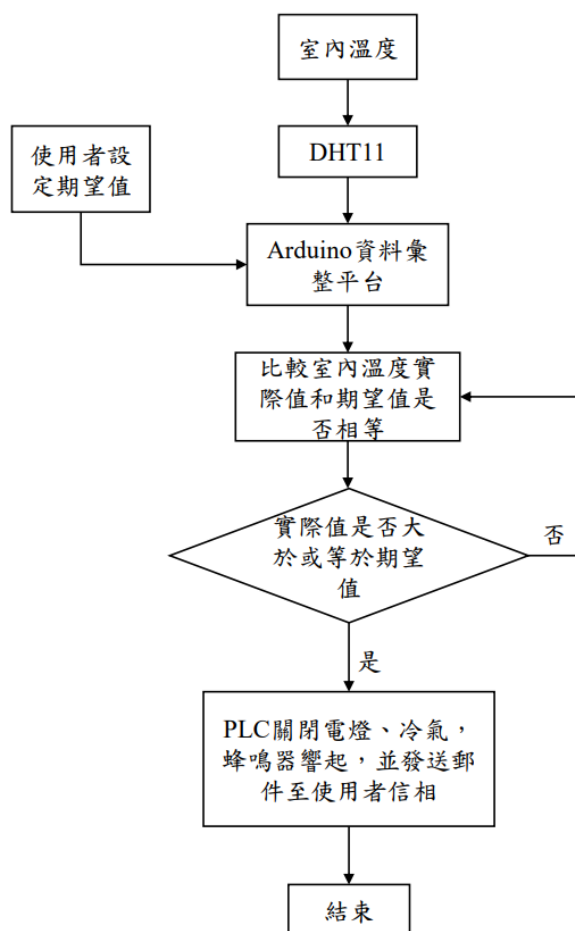 室內溫度
DHT11
使用者設
定期望值
Arduino資料彙
整平台
比較室內溫度實
際值和期望值是
否相等
實際值是否大
於或等於期望
值
否
是
PLC關閉電燈、冷氣，
蜂鳴器響起，並發送郵
件至使用者信相
結束